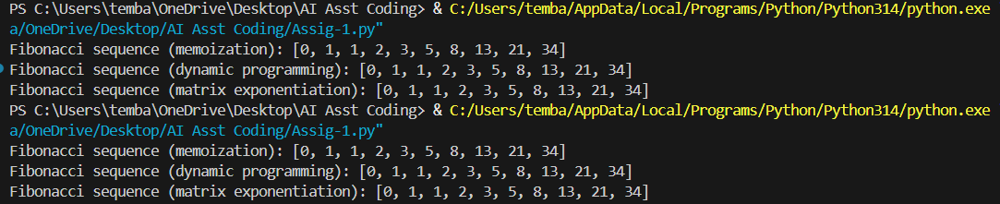 PS C:\Users\temba\OneDrive\Desktop\AI Asst Coding> & C:/Users/temba/AppData/Local/Programs/Python/Python314/python.exe
a/OneDrive/Desktop/AI Asst Coding/Assig-1.py"
Fibonacci sequence (memoization): [0, 1, 1, 2, 3, 5, 8, 13, 21, 34]
Fibonacci sequence (dynamic programming): [0, 1, 1, 2, 3, 5, 8, 13, 21, 34]
Fibonacci sequence (matrix exponentiation): [0, 1, 1, 2, 3, 5, 8, 13, 21, 34]
PS C:\Users\temba\OneDrive\Desktop\AI Asst Coding> & C:/Users/temba/AppData/Local/Programs/Python/Python314/python.exe
a/OneDrive/Desktop/AI Asst Coding/Assig-1.py"
Fibonacci sequence (memoization): [0, 1, 1, 2, 3, 5, 8, 13, 21, 34]
Fibonacci sequence (dynamic programming): [0, 1, 1, 2, 3, 5, 8, 13, 21, 34]
Fibonacci sequence (matrix exponentiation): [0, 1, 1, 2, 3, 5, 8, 13, 21, 34]